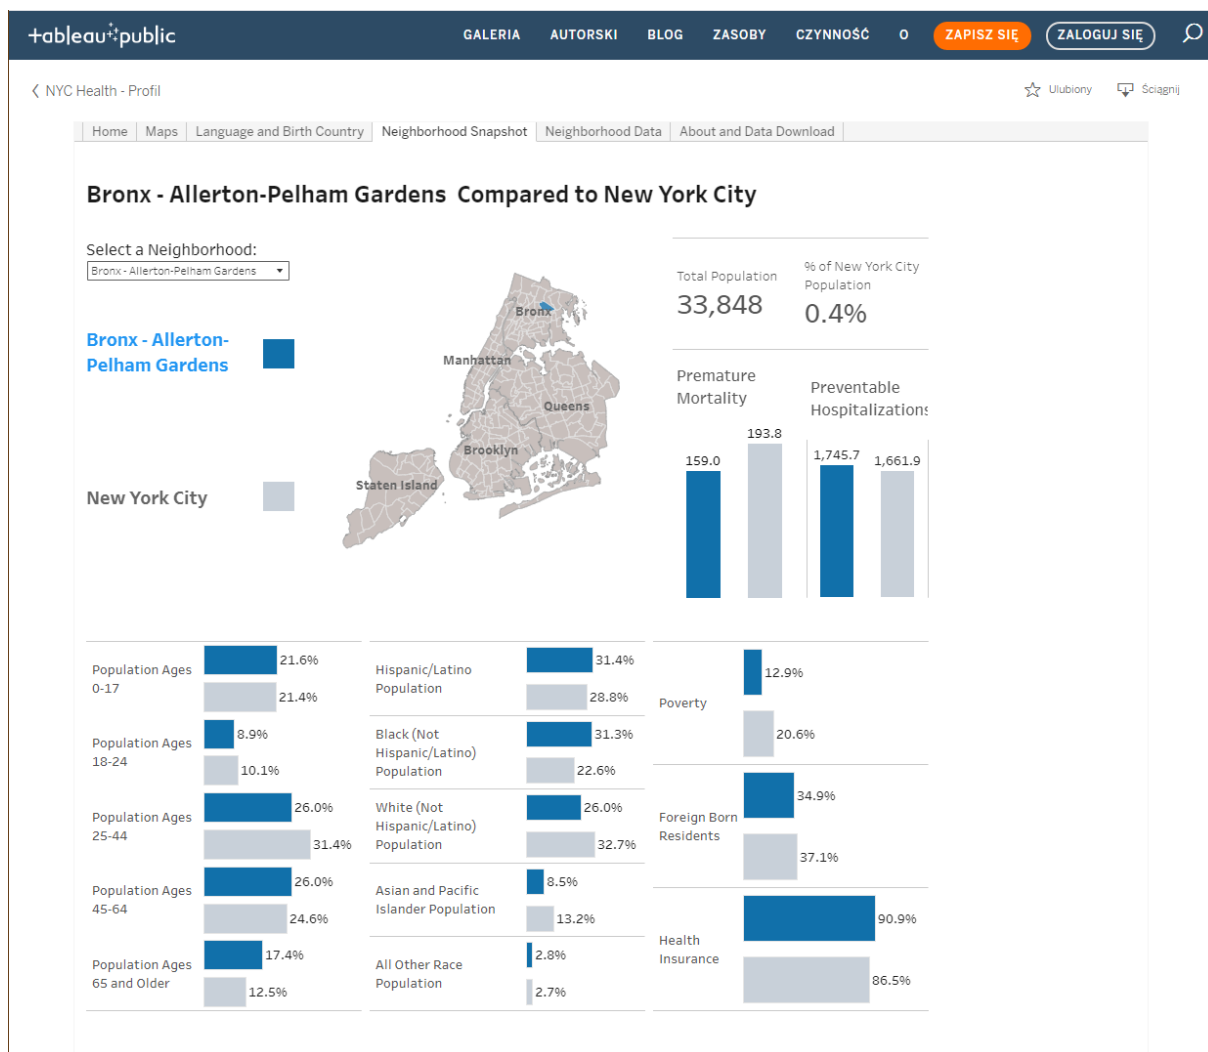 tableau public
GALERIA AUTORSKI BLOG ZASOBY CZYNNOŚĆ O ZAPISZ SIĘ ZALOGUJ SIĘ
NYC Health - Profil
Ulubiony Ściągnij
Home Maps Language and Birth Country Neighborhood Snapshot Neighborhood Data About and Data Download
Bronx - Allerton-Pelham Gardens Compared to New York City
Select a Neighborhood:
Bronx - Allerton-Pelham Gardens
Bronx - Allerton-
Pelham Gardens
New York City
Bronx
Manhattan
Queens
Brooklyn
Staten Island
Total Population
33,848
% of New York City
Population
0.4%
Premature
Mortality
159.0
193.8
Preventable
Hospitalizations
1,745.7
1,661.9
Population Ages
0-17
21.6%
21.4%
Population Ages
18-24
8.9%
10.1%
Population Ages
25-44
26.0%
31.4%
Population Ages
45-64
26.0%
24.6%
Population Ages
65 and Older
17.4%
12.5%
Hispanic/Latino
Population
31.4%
28.8%
Black (Not
Hispanic/Latino)
Population
31.3%
22.6%
White (Not
Hispanic/Latino)
Population
26.0%
32.7%
Asian and Pacific
Islander Population
8.5%
13.2%
All Other Race
Population
2.8%
2.7%
Poverty
12.9%
20.6%
Foreign Born
Residents
34.9%
37.1%
Health
Insurance
90.9%
86.5%